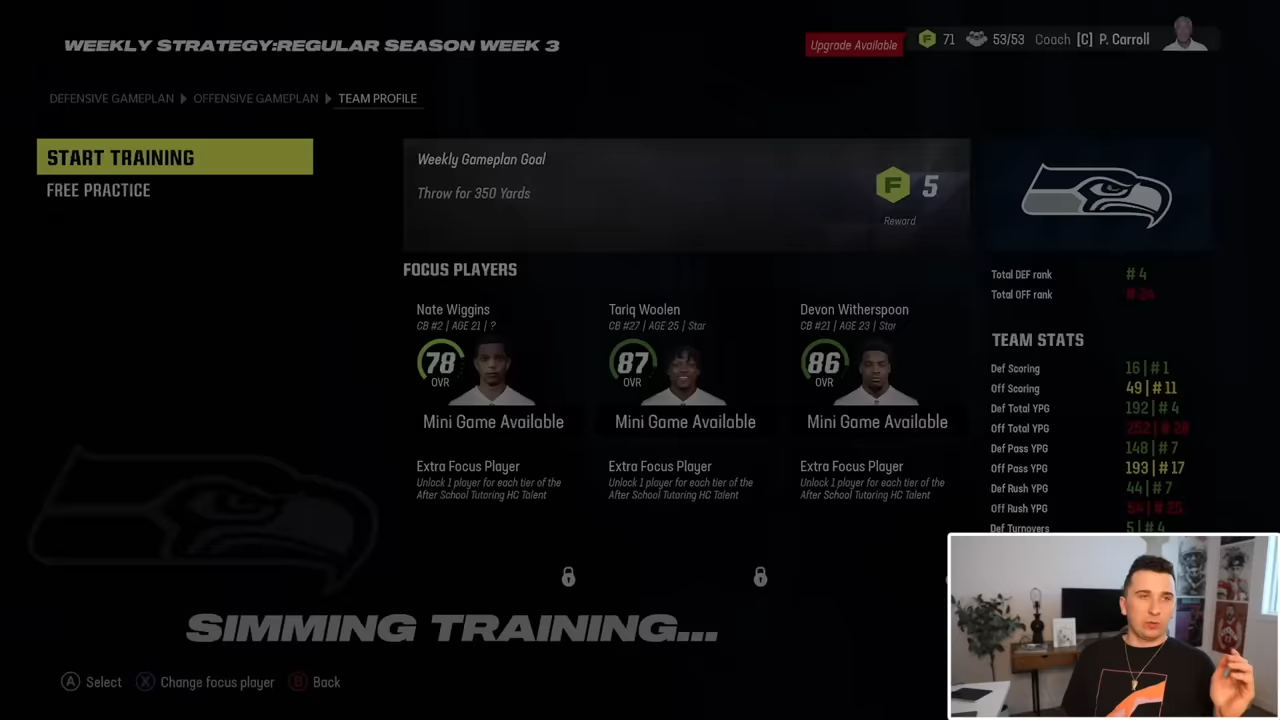 WEEKLY STRATEGY:REGULAR SEASON WEEK 3
Upgrade Available
71
53/53
Coach [C] P. Carroll
DEFENSIVE GAMEPLAN
OFFENSIVE GAMEPLAN
TEAM PROFILE
START TRAINING
FREE PRACTICE
Weekly Gameplan Goal
Throw for 350 Yards
F 5
Reward
FOCUS PLAYERS
Nate Wiggins
CB #2 | AGE 21 | ?
78
OVR
Mini Game Available
Extra Focus Player
Unlock 1 player for each tier of the
After School Tutoring HC Talent
Tariq Woolen
CB #27 | AGE 25 | Star
87
OVR
Mini Game Available
Extra Focus Player
Unlock 1 player for each tier of the
After School Tutoring HC Talent
Devon Witherspoon
CB #21 | AGE 23 | Star
86
OVR
Mini Game Available
Extra Focus Player
Unlock 1 player for each tier of the
After School Tutoring HC Talent
Total DEF rank # 4
Total OFF rank # 24
TEAM STATS
Def Scoring 16 | # 1
Off Scoring 49 | # 11
Def Total YPG 192 | # 4
Off Total YPG 252 | # 28
Def Pass YPG 148 | # 7
Off Pass YPG 193 | # 17
Def Rush YPG 44 | # 7
Off Rush YPG 54 | # 25
Def Turnovers 5 | # 4
SIMMING TRAINING...
A Select
X Change focus player
B Back